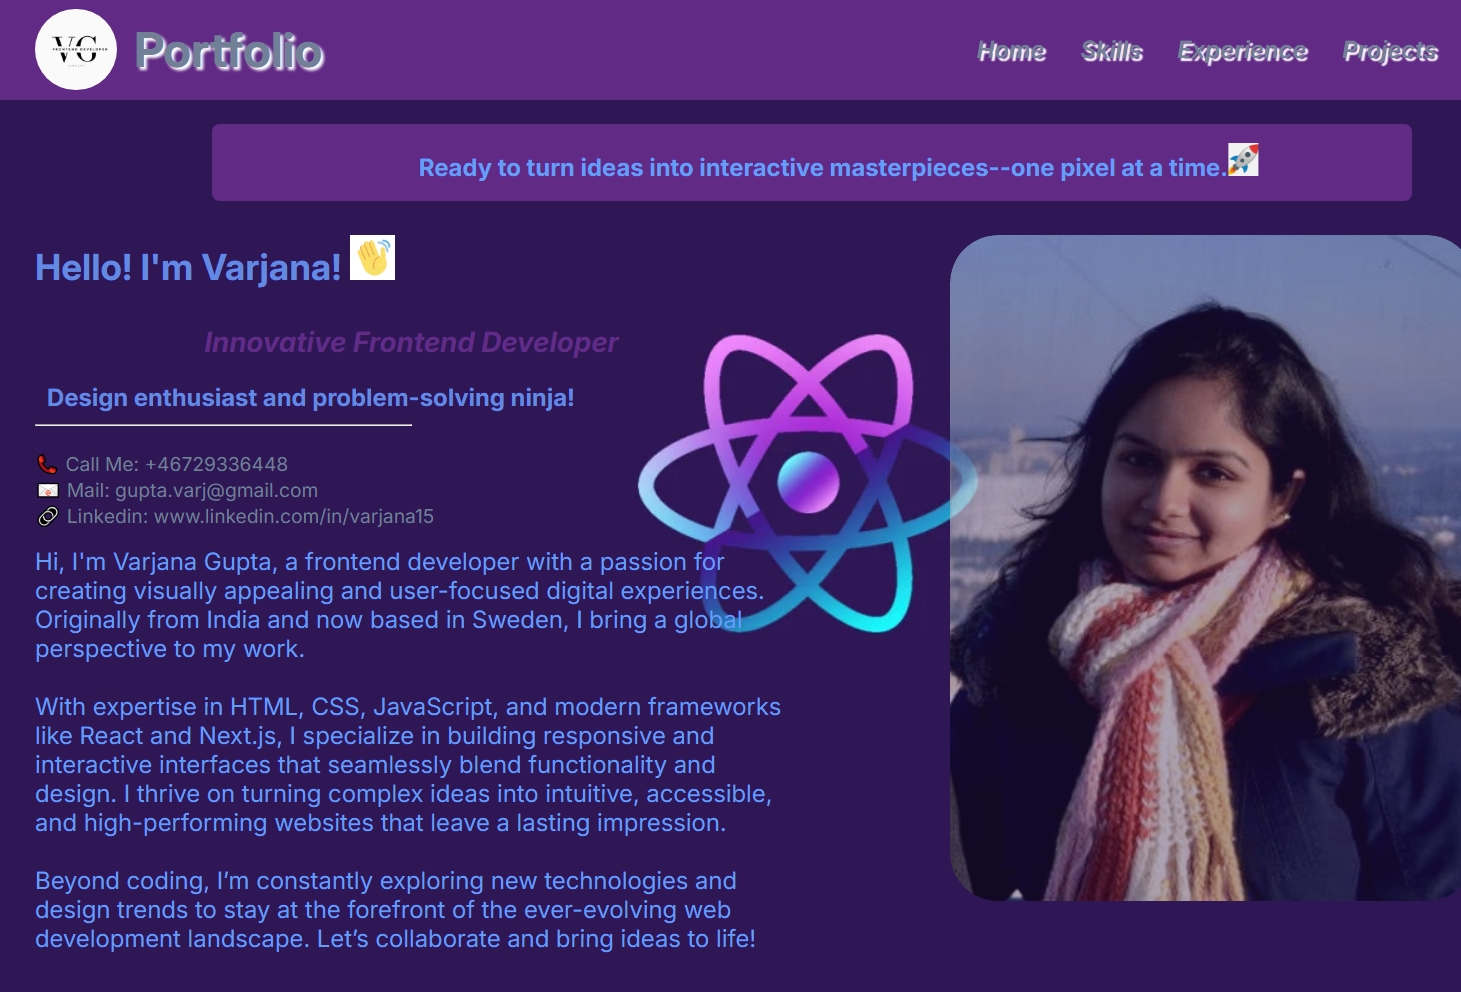 VG
FRONTEND DEVELOPER
Portfolio
Home Skills Experience Projects
Ready to turn ideas into interactive masterpieces--one pixel at a time.
Hello! I'm Varjana!
Innovative Frontend Developer
Design enthusiast and problem-solving ninja!
Call Me: +46729336448
Mail: gupta.varj@gmail.com
Linkedin: www.linkedin.com/in/varjana15
Hi, I'm Varjana Gupta, a frontend developer with a passion for
creating visually appealing and user-focused digital experiences.
Originally from India and now based in Sweden, I bring a global
perspective to my work.
With expertise in HTML, CSS, JavaScript, and modern frameworks
like React and Next.js, I specialize in building responsive and
interactive interfaces that seamlessly blend functionality and
design. I thrive on turning complex ideas into intuitive, accessible,
and high-performing websites that leave a lasting impression.
Beyond coding, I’m constantly exploring new technologies and
design trends to stay at the forefront of the ever-evolving web
development landscape. Let’s collaborate and bring ideas to life!